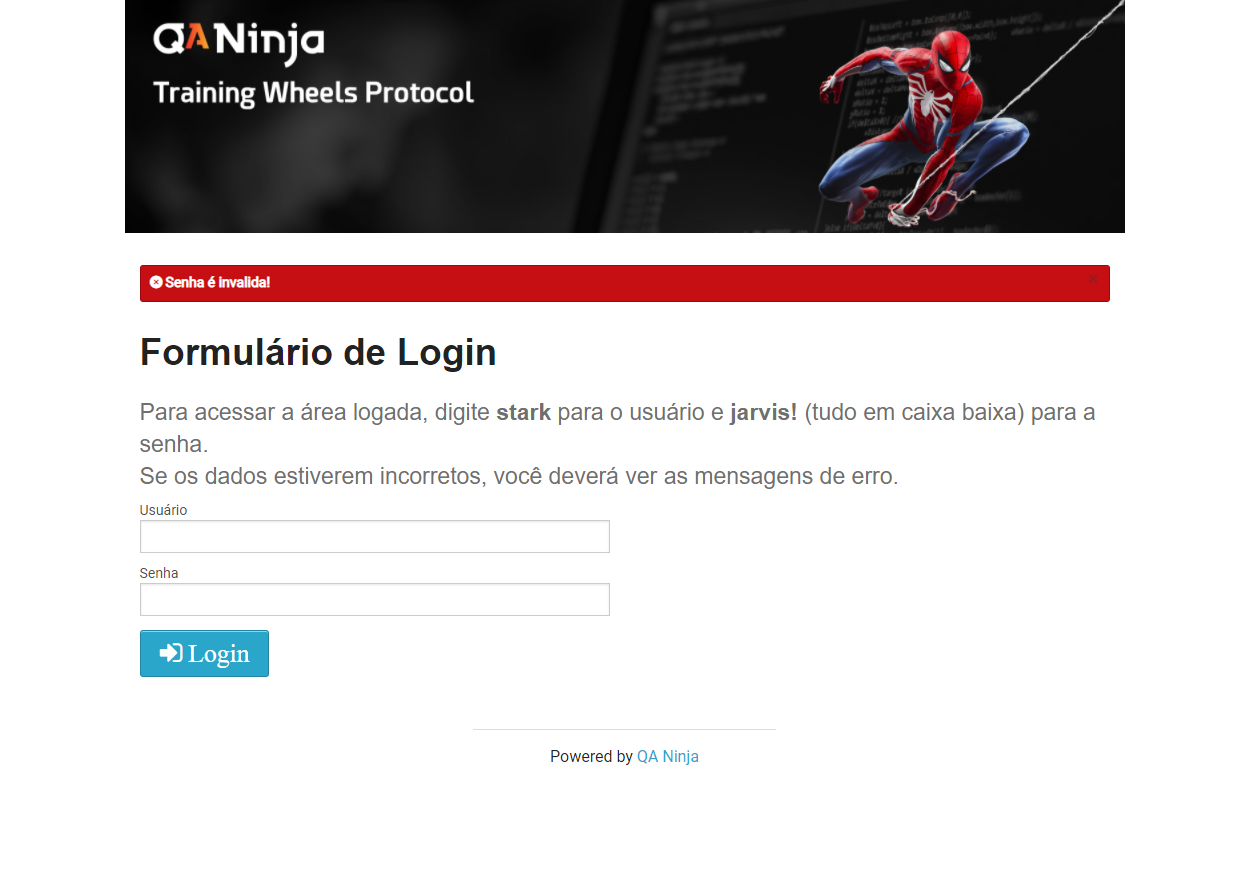 QANinja
Training Wheels Protocol
Senha é invalida!
×
Formulário de Login
Para acessar a área logada, digite stark para o usuário e jarvis! (tudo em caixa baixa) para a
senha.
Se os dados estiverem incorretos, você deverá ver as mensagens de erro.
Usuário
Senha
Login
Powered by QA Ninja